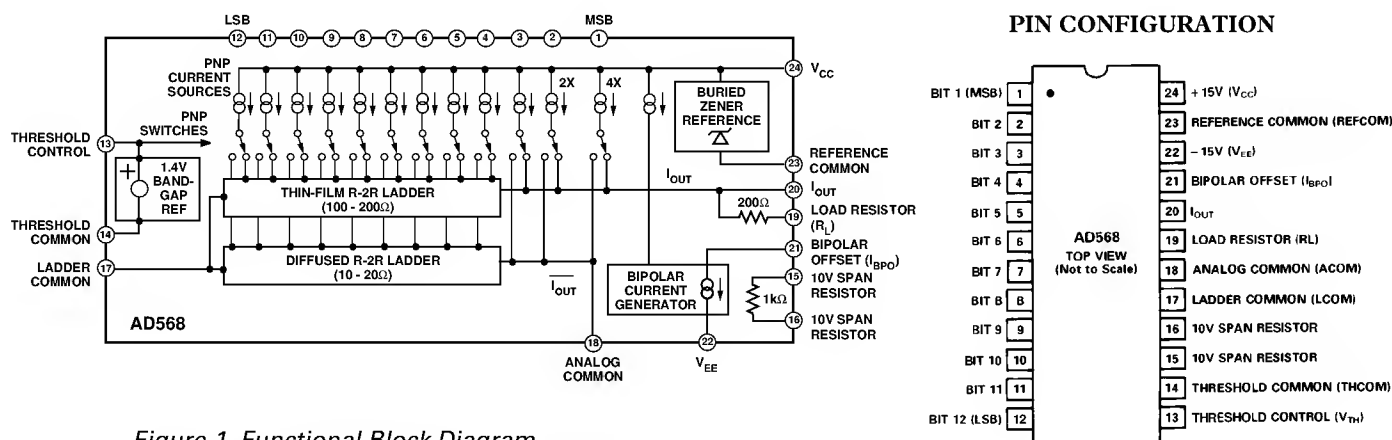 LSB
MSB
12 11 10 9 8 7 6 5 4 3 2 1
PNP
CURRENT
SOURCES
2X
4X
24 VCC
BURIED
ZENER
REFERENCE
PNP
SWITCHES
THRESHOLD
CONTROL
13
1.4V
BAND-
GAP
REF
+
THRESHOLD
COMMON
14
LADDER
COMMON
17
THIN-FILM R-2R LADDER
(100 - 200Ω)
DIFFUSED R-2R LADDER
(10 - 20Ω)
IOUT
IOUT
23 REFERENCE
COMMON
20 IOUT
200Ω
19 LOAD RESISTOR
(RL)
21 BIPOLAR
OFFSET (IBPO)
BIPOLAR
CURRENT
GENERATOR
15 10V SPAN
RESISTOR
1kΩ
16 10V SPAN
RESISTOR
AD568
18
ANALOG
COMMON
22
VEE
Figure 1. Functional Block Diagram
PIN CONFIGURATION
BIT 1 (MSB) 1
24 +15V (VCC)
BIT 2 2
23 REFERENCE COMMON (REFCOM)
BIT 3 3
22 -15V (VEE)
BIT 4 4
21 BIPOLAR OFFSET (IBPO)
BIT 5 5
20 IOUT
BIT 6 6
19 LOAD RESISTOR (RL)
BIT 7 7
18 ANALOG COMMON (ACOM)
BIT 8 8
17 LADDER COMMON (LCOM)
BIT 9 9
16 10V SPAN RESISTOR
BIT 10 10
15 10V SPAN RESISTOR
BIT 11 11
14 THRESHOLD COMMON (THCOM)
BIT 12 (LSB) 12
13 THRESHOLD CONTROL (VTH)
AD568
TOP VIEW
(Not to Scale)